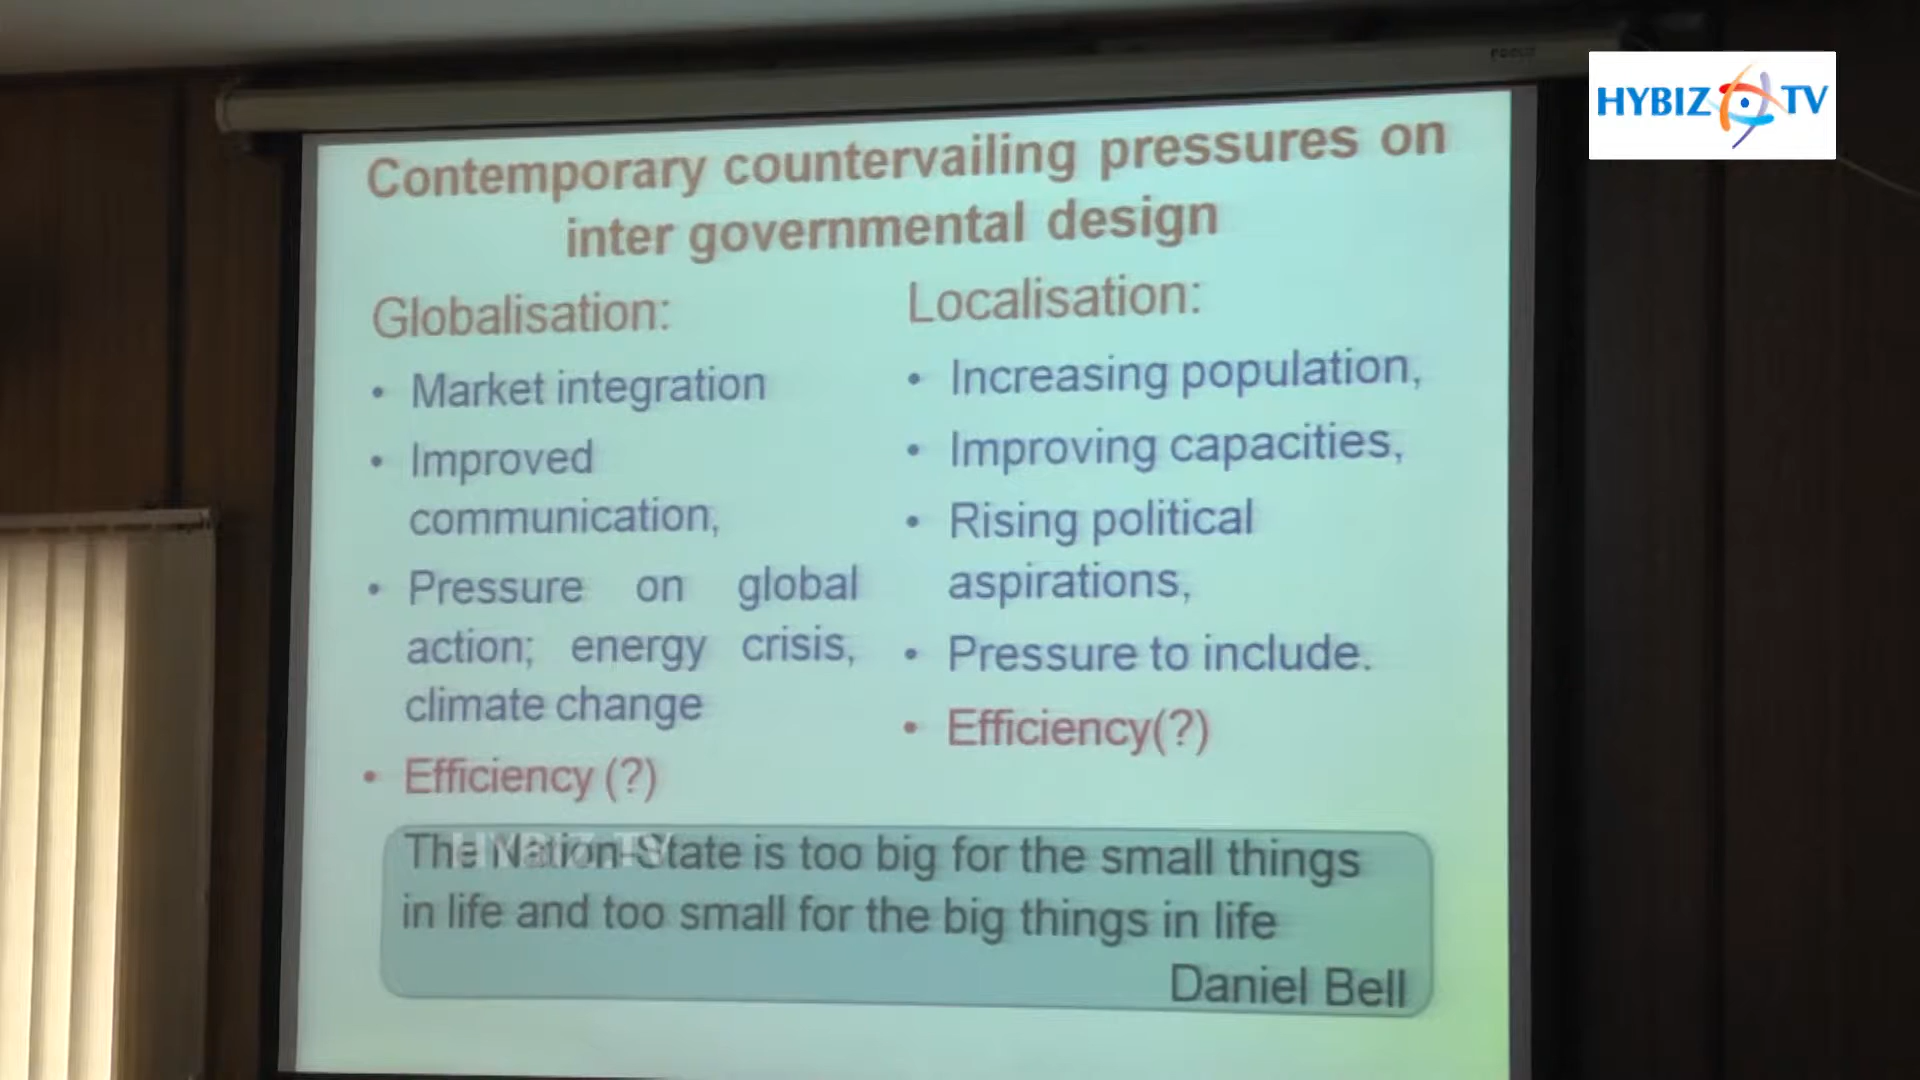 FOCUS
HYBIZ TV
Contemporary countervailing pressures on
inter governmental design
Globalisation:
• Market integration
• Improved
communication,
• Pressure on global
action; energy crisis,
climate change
• Efficiency (?)
Localisation:
• Increasing population,
• Improving capacities,
• Rising political
aspirations,
• Pressure to include.
• Efficiency(?)
HYBIZ TV
The Nation-State is too big for the small things
in life and too small for the big things in life
Daniel Bell